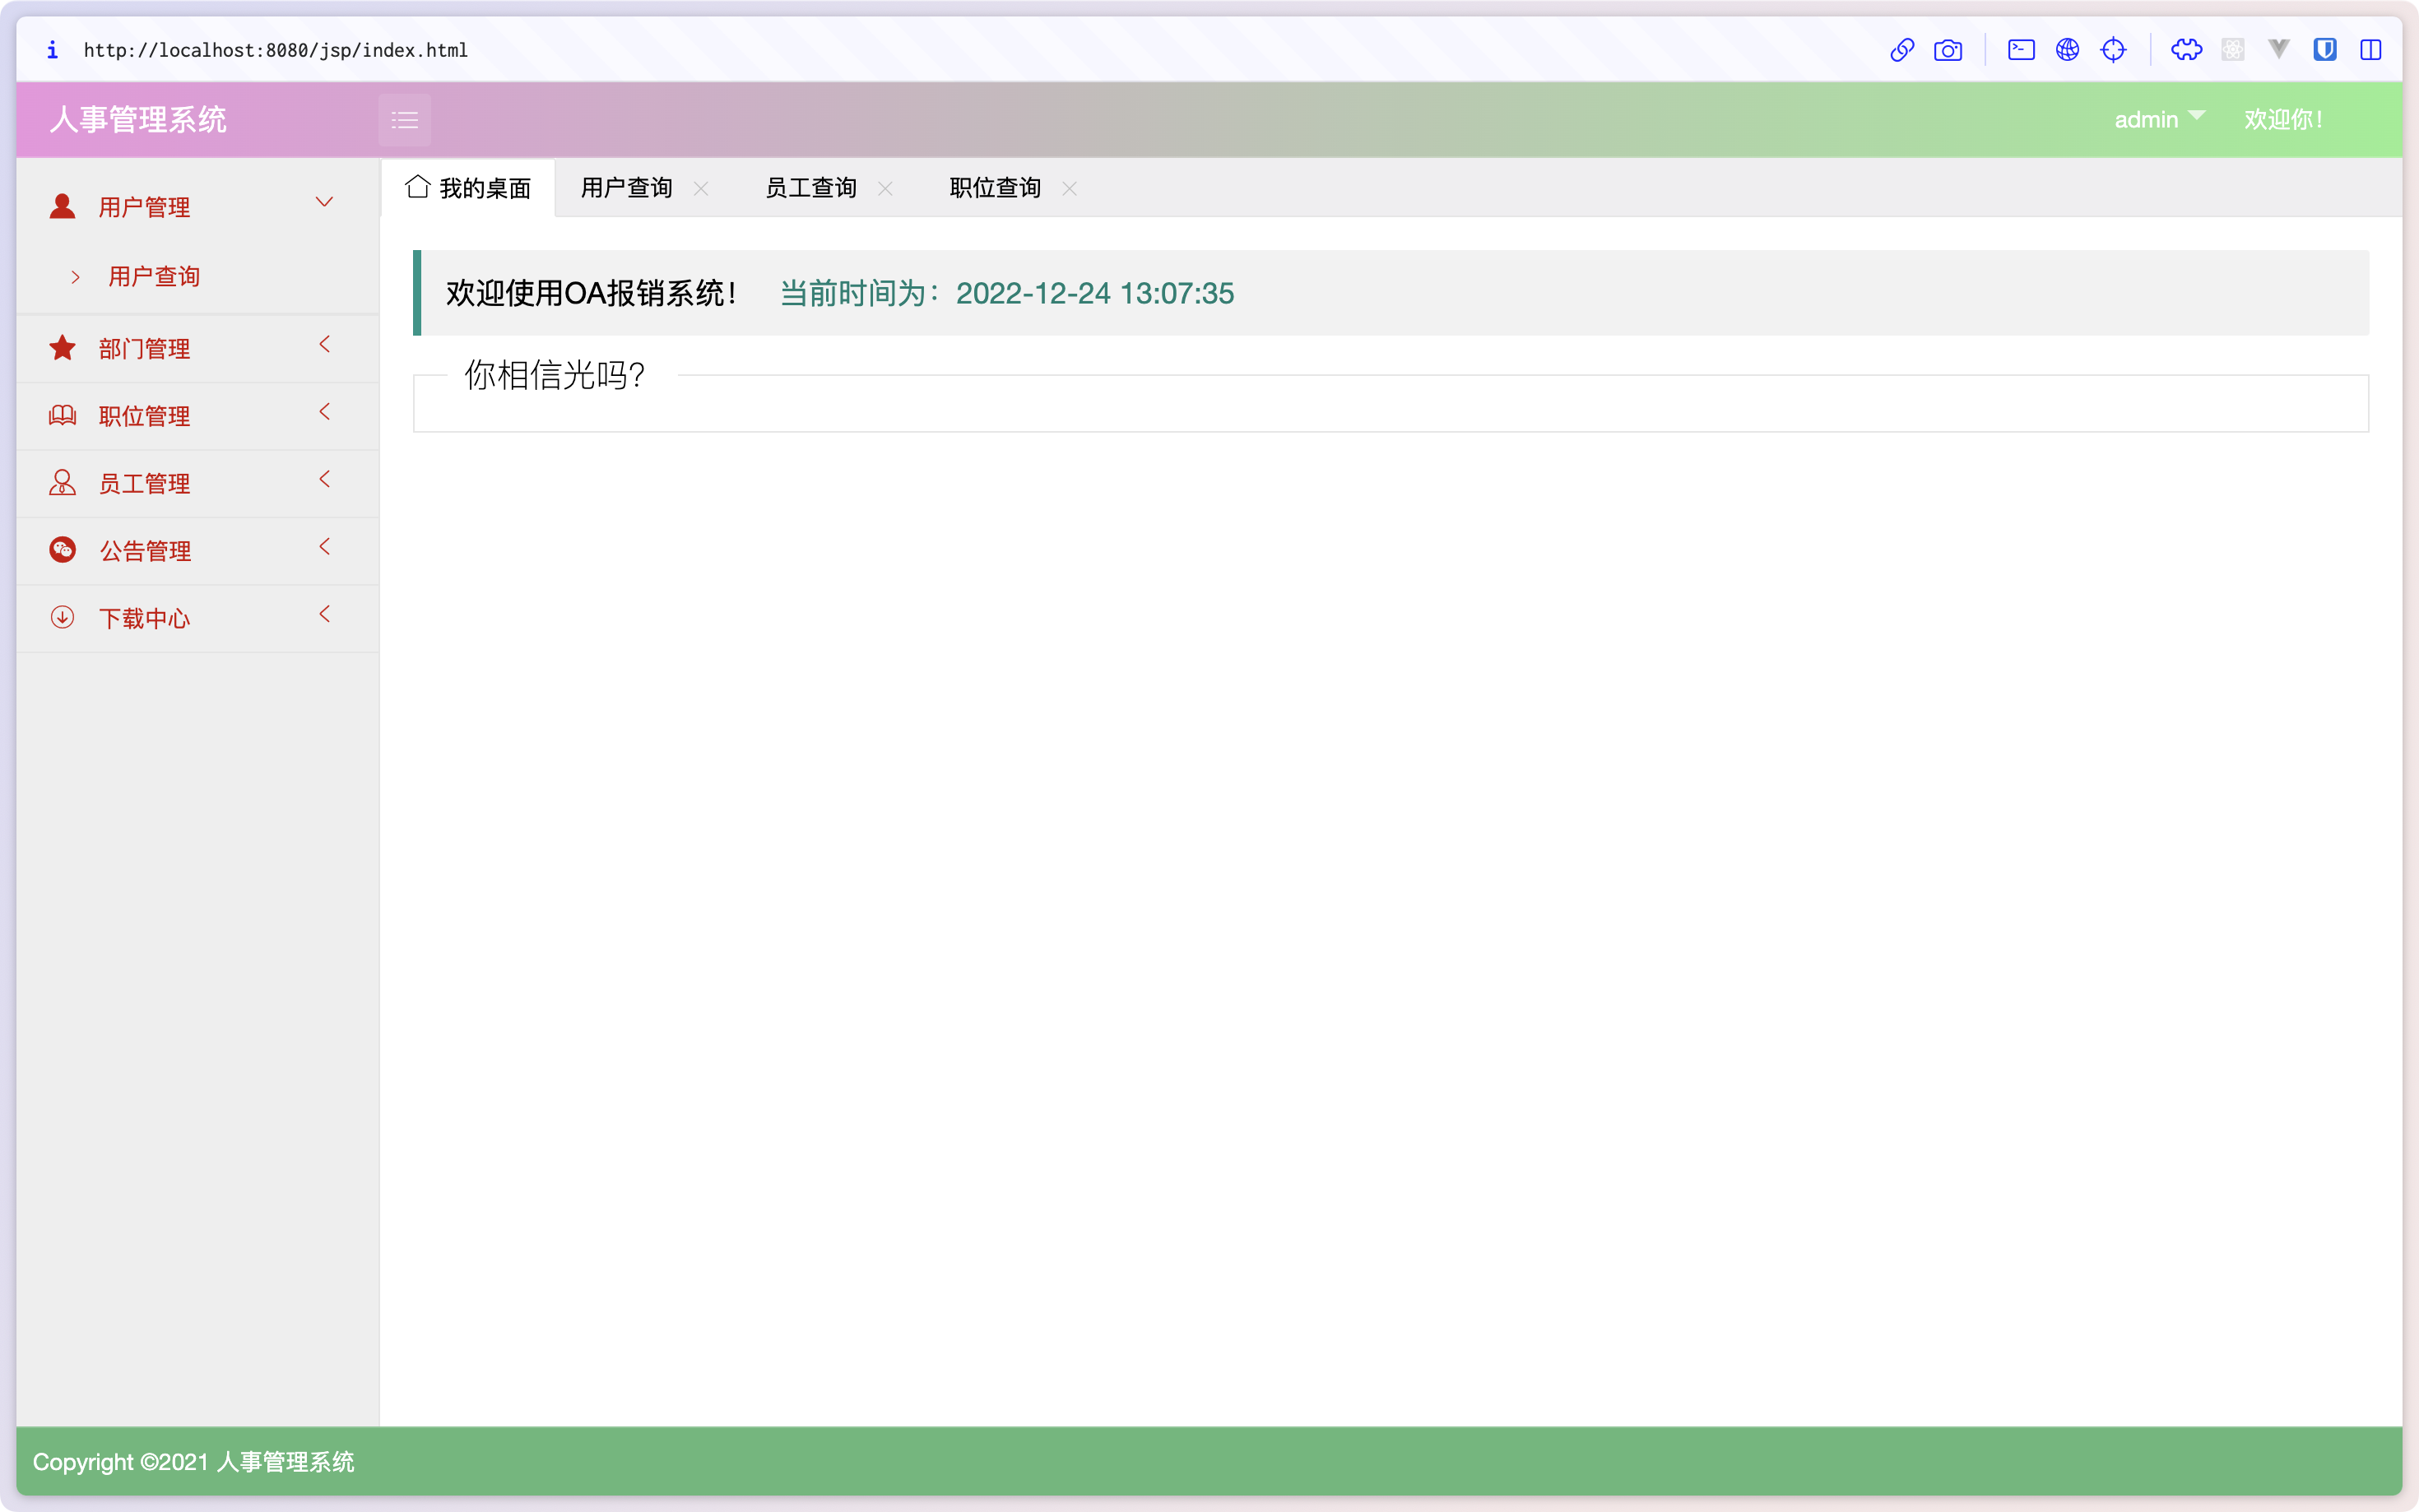 http://localhost:8080/jsp/index.html
人事管理系统
admin 欢迎你！
我的桌面 用户查询 员工查询 职位查询
用户管理
用户查询
部门管理
职位管理
员工管理
公告管理
下载中心
欢迎使用OA报销系统！ 当前时间为：2022-12-24 13:07:35
你相信光吗？
Copyright ©2021 人事管理系统